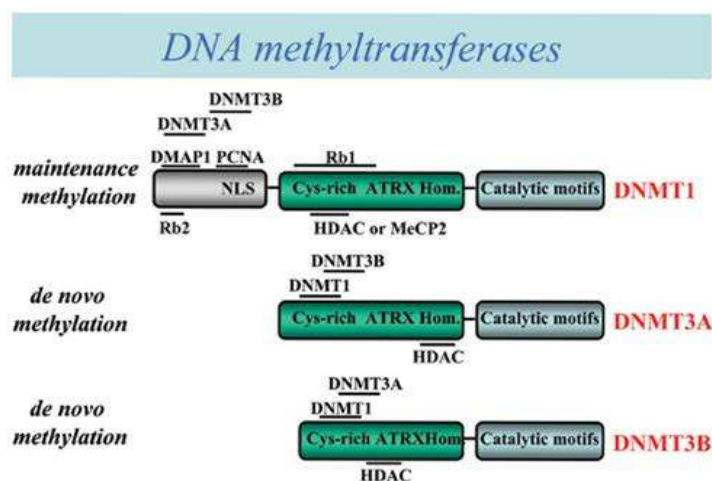 DNA methyltransferases
DNMT3B
DNMT3A
DMAP1 PCNA Rb1
maintenance methylation
NLS Cys-rich ATRX Hom. Catalytic motifs DNMT1
Rb2 HDAC or MeCP2
DNMT3B
DNMT1
de novo methylation
Cys-rich ATRX Hom. Catalytic motifs DNMT3A
HDAC
DNMT3A
DNMT1
de novo methylation
Cys-rich ATRXHom Catalytic motifs DNMT3B
HDAC